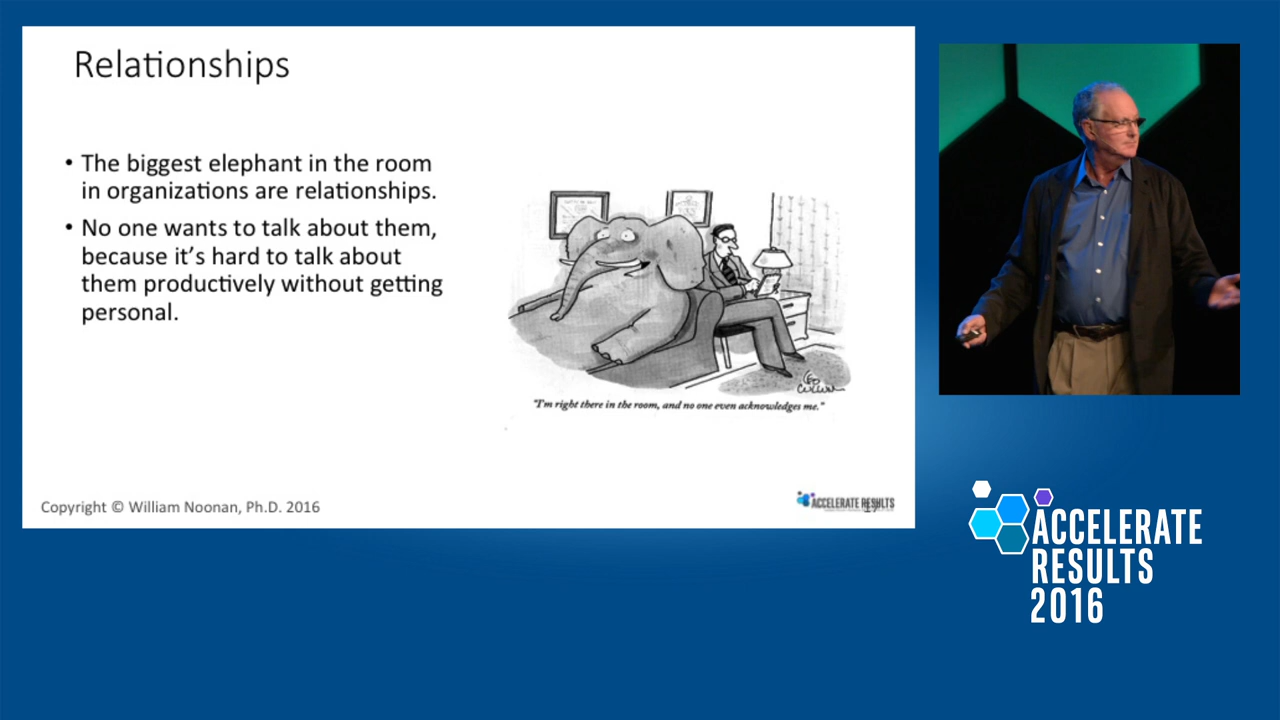 Relationships
• The biggest elephant in the room
in organizations are relationships.
• No one wants to talk about them,
because it's hard to talk about
them productively without getting
personal.
"I'm right there in the room, and no one even acknowledges me."
Copyright © William Noonan, Ph.D. 2016
ACCELERATE RESULTS
ACCELERATE
RESULTS
2016